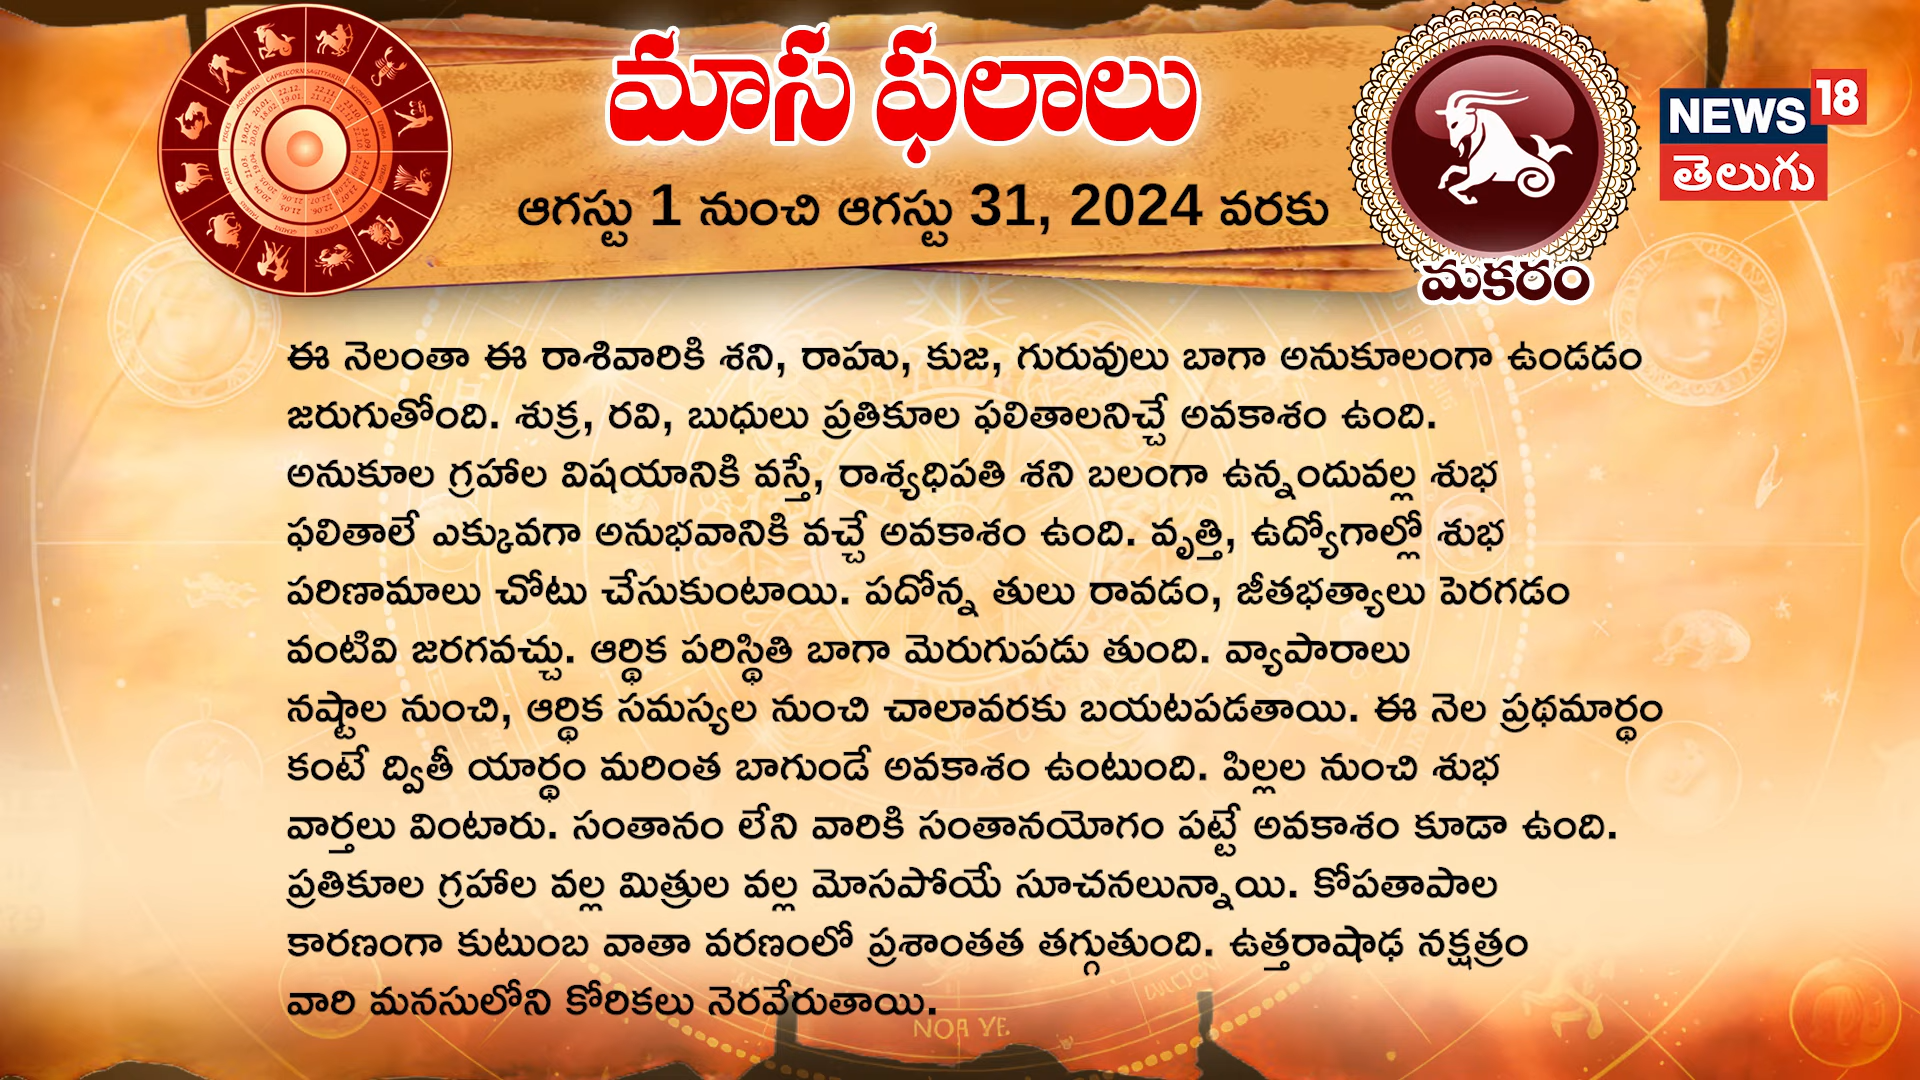 మాస ఫలాలు
ఆగస్టు 1 నుంచి ఆగస్టు 31, 2024 వరకు
NEWS 18
తెలుగు
మకరం
ఈ నెలంతా ఈ రాశివారికి శని, రాహు, కుజ, గురువులు బాగా అనుకూలంగా ఉండడం
జరుగుతోంది. శుక్ర, రవి, బుధులు ప్రతికూల ఫలితాలనిచ్చే అవకాశం ఉంది.
అనుకూల గ్రహాల విషయానికి వస్తే, రాశ్యధిపతి శని బలంగా ఉన్నందువల్ల శుభ
ఫలితాలే ఎక్కువగా అనుభవానికి వచ్చే అవకాశం ఉంది. వృత్తి, ఉద్యోగాల్లో శుభ
పరిణామాలు చోటు చేసుకుంటాయి. పదోన్న తులు రావడం, జీతభత్యాలు పెరగడం
వంటివి జరగవచ్చు. ఆర్థిక పరిస్థితి బాగా మెరుగుపడు తుంది. వ్యాపారాలు
నష్టాల నుంచి, ఆర్థిక సమస్యల నుంచి చాలావరకు బయటపడతాయి. ఈ నెల ప్రథమార్థం
కంటే ద్వితీ యార్థం మరింత బాగుండే అవకాశం ఉంటుంది. పిల్లల నుంచి శుభ
వార్తలు వింటారు. సంతానం లేని వారికి సంతానయోగం పట్టే అవకాశం కూడా ఉంది.
ప్రతికూల గ్రహాల వల్ల మిత్రుల వల్ల మోసపోయే సూచనలున్నాయి. కోపతాపాల
కారణంగా కుటుంబ వాతా వరణంలో ప్రశాంతత తగ్గుతుంది. ఉత్తరాషాఢ నక్షత్రం
వారి మనసులోని కోరికలు నెరవేరుతాయి.